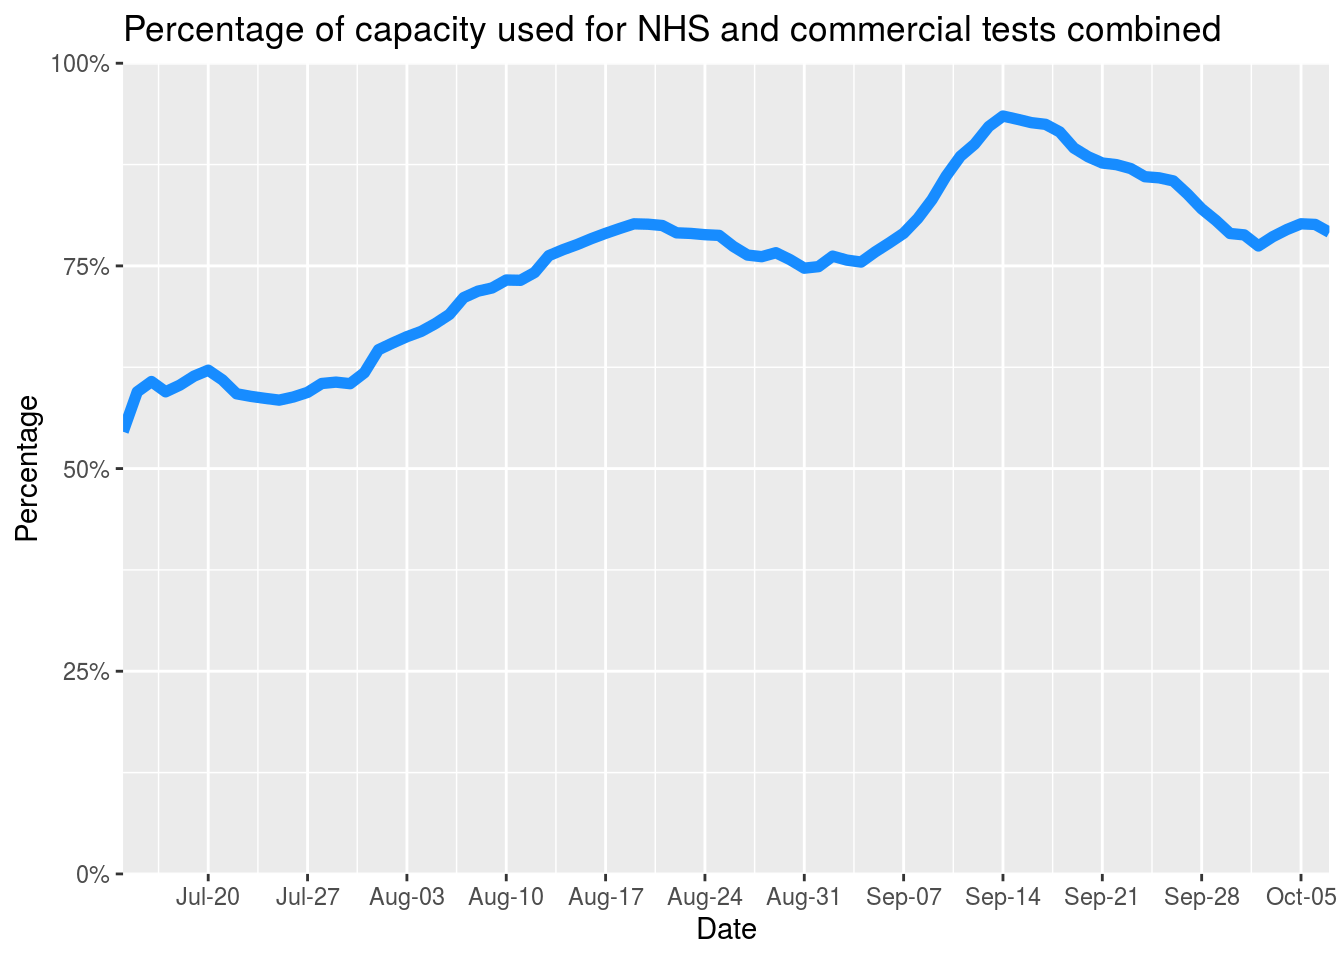 Percentage of capacity used for NHS and commercial tests combined
Percentage
100%
75%
50%
25%
0%
Jul-20 Jul-27 Aug-03 Aug-10 Aug-17 Aug-24 Aug-31 Sep-07 Sep-14 Sep-21 Sep-28 Oct-05
Date